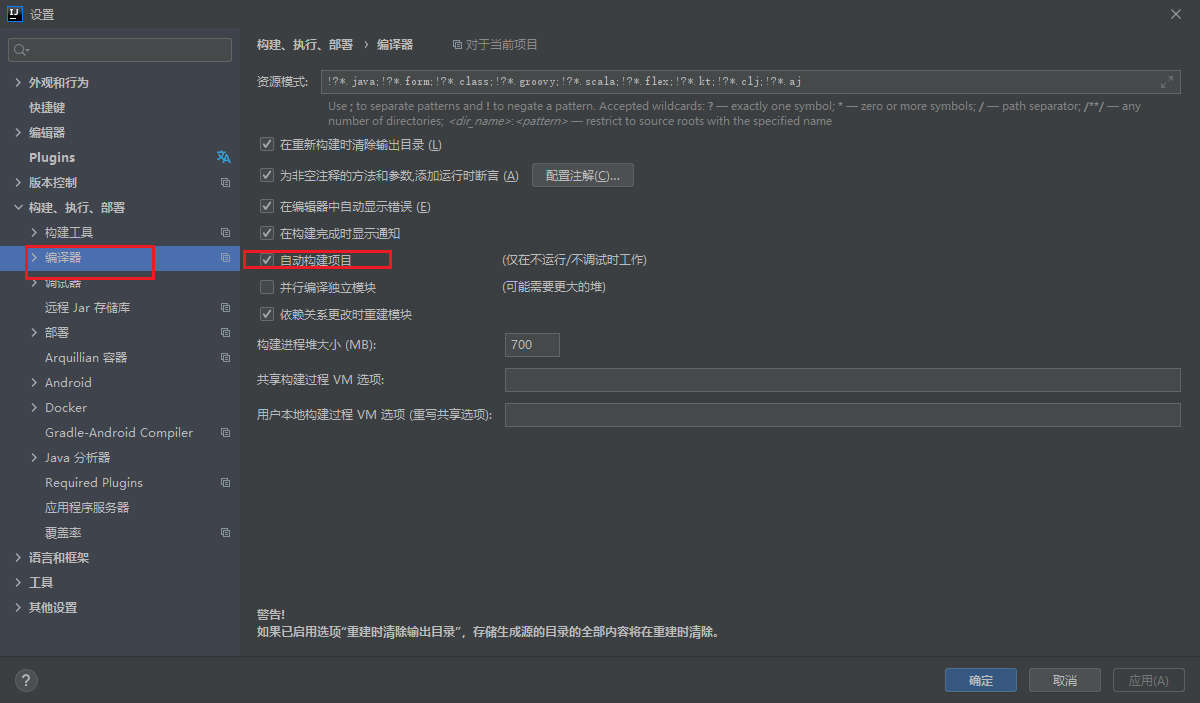 设置
外观和行为
快捷键
编辑器
Plugins
版本控制
构建、执行、部署
构建工具
编译器
调试器
远程 Jar 存储库
部署
Arquillian 容器
Android
Docker
Gradle-Android Compiler
Java 分析器
Required Plugins
应用程序服务器
覆盖率
语言和框架
工具
其他设置
构建、执行、部署 › 编译器 对于当前项目
资源模式: !?*.java;!?*.form;!?*.class;!?*.groovy;!?*.scala;!?*.flex;!?*.kt;!?*.clj;!?*.aj
Use ; to separate patterns and ! to negate a pattern. Accepted wildcards: ? — exactly one symbol; * — zero or more symbols; / — path separator; /**/ — any
number of directories; <dir_name>:<pattern> — restrict to source roots with the specified name
在重新构建时清除输出目录 (L)
为非空注释的方法和参数,添加运行时断言 (A) 配置注解(C)...
在编辑器中自动显示错误 (E)
在构建完成时显示通知
自动构建项目 (仅在不运行/不调试时工作)
并行编译独立模块 (可能需要更大的堆)
依赖关系更改时重建模块
构建进程堆大小 (MB): 700
共享构建过程 VM 选项:
用户本地构建过程 VM 选项 (重写共享选项):
警告!
如果已启用选项“重建时清除输出目录”，存储生成源的目录的全部内容将在重建时清除。
? 确定 取消 应用(A)